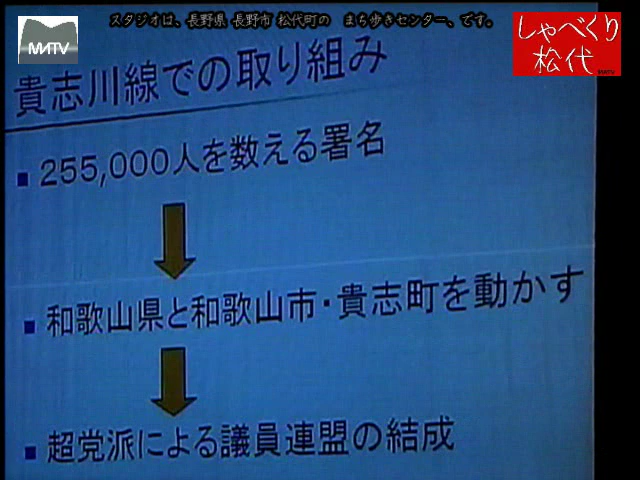 スタジオは、長野県 長野市 松代町の　まち歩きセンター、です。
MИTV
しゃべくり
松代
MИTV
貴志川線での取り組み
■ 255,000人を数える署名
■ 和歌山県と和歌山市・貴志町を動かす
■ 超党派による議員連盟の結成